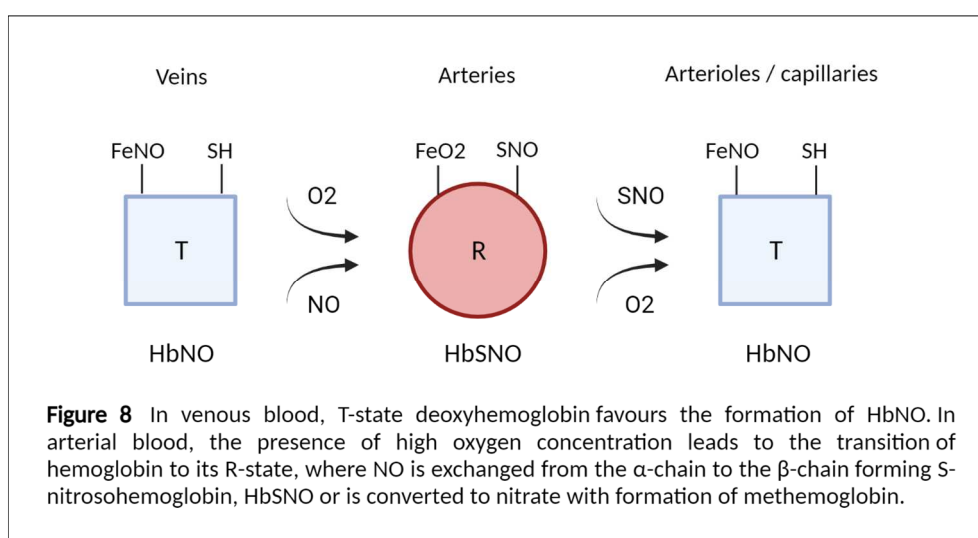 Veins Arteries Arterioles / capillaries
FeNO SH FeO2 SNO FeNO SH
O2 SNO
T R T
NO O2
HbNO HbSNO HbNO
Figure 8 In venous blood, T-state deoxyhemoglobin favours the formation of HbNO. In
arterial blood, the presence of high oxygen concentration leads to the transition of
hemoglobin to its R-state, where NO is exchanged from the α-chain to the β-chain forming S-
nitrosohemoglobin, HbSNO or is converted to nitrate with formation of methemoglobin.